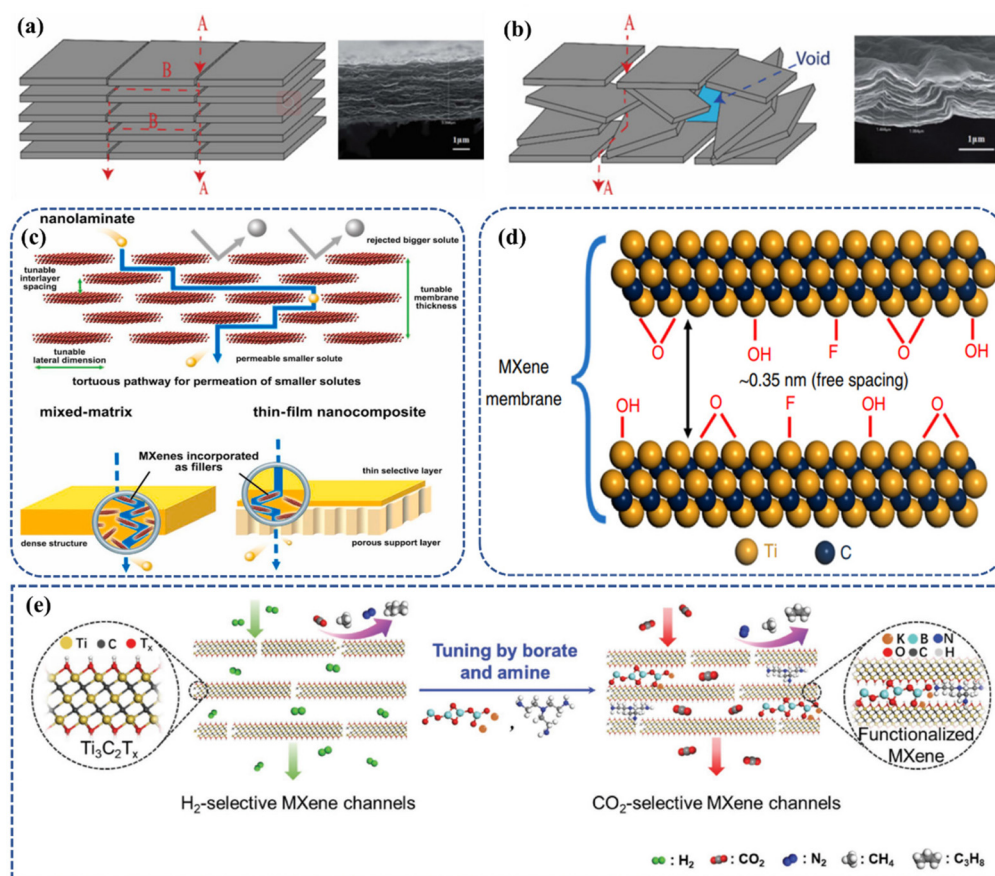 (a)
A
B
B
A
1μm
(b)
A
Void
A
1μm
(c)
nanolaminate
rejected bigger solute
tunable
interlayer
spacing
tunable
membrane
thickness
tunable
lateral dimension
permeable smaller solute
tortuous pathway for permeation of smaller solutes
mixed-matrix
thin-film nanocomposite
MXenes incorporated
as fillers
thin selective layer
dense structure
porous support layer
(d)
MXene
membrane
O
OH
F
O
OH
~0.35 nm (free spacing)
OH
O
F
OH
O
Ti
C
(e)
Ti C Tₓ
Ti₃C₂Tₓ
H₂-selective MXene channels
Tuning by borate
and amine
,
CO₂-selective MXene channels
K B N
O C H
Functionalized
MXene
: H₂ : CO₂ : N₂ : CH₄ : C₃H₈